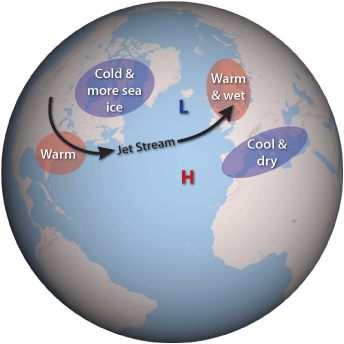 Cold &
more sea
ice
Warm
& wet
L
Jet Stream
Warm
Cool &
dry
H